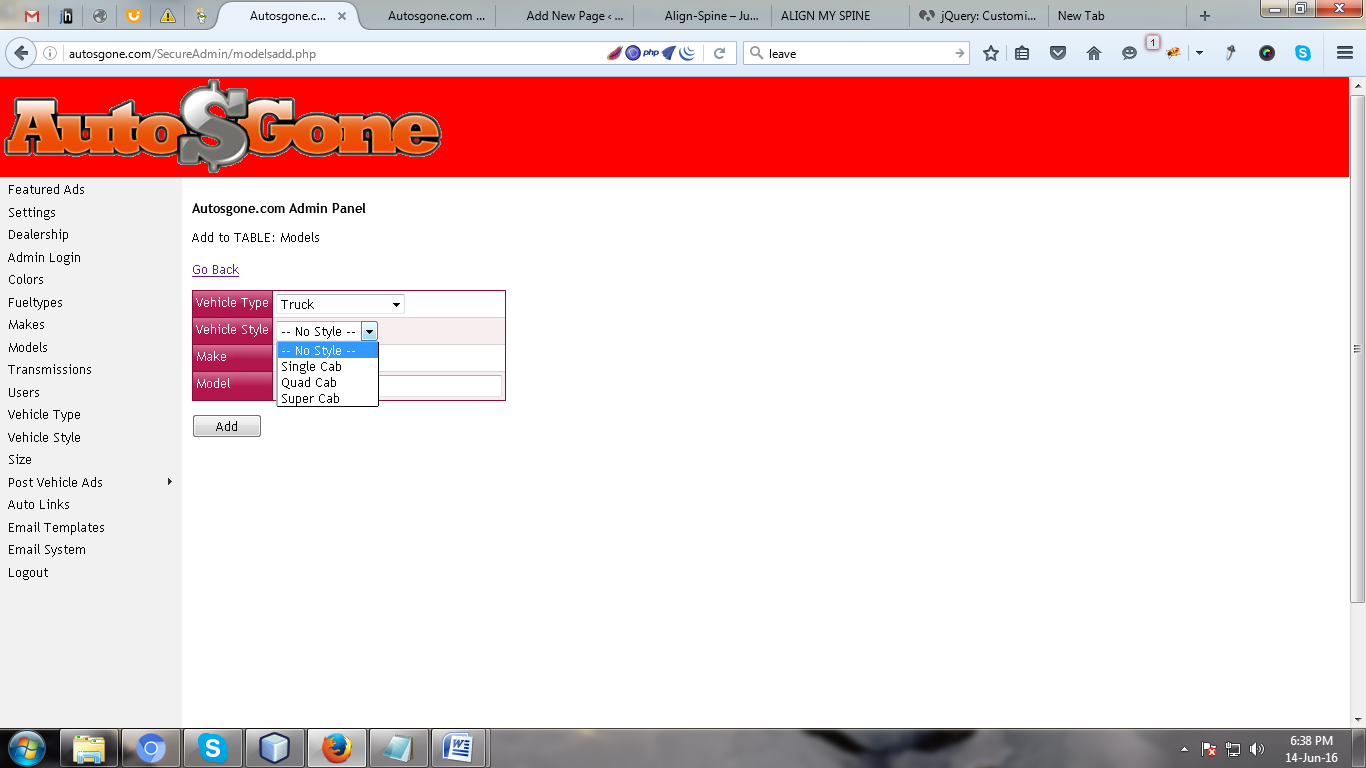 Autosgone.c...
Autosgone.com ...
Add New Page ‹ ...
Align-Spine – Ju...
ALIGN MY SPINE
jQuery: Customi...
New Tab
autosgone.com/SecureAdmin/modelsadd.php
php
leave
1
Auto$Gone
Featured Ads
Settings
Dealership
Admin Login
Colors
Fueltypes
Makes
Models
Transmissions
Users
Vehicle Type
Vehicle Style
Size
Post Vehicle Ads
Auto Links
Email Templates
Email System
Logout
Autosgone.com Admin Panel
Add to TABLE: Models
Go Back
Vehicle Type Truck
Vehicle Style -- No Style --
-- No Style --
Make
Single Cab
Model
Quad Cab
Super Cab
Add
6:38 PM
14-Jun-16